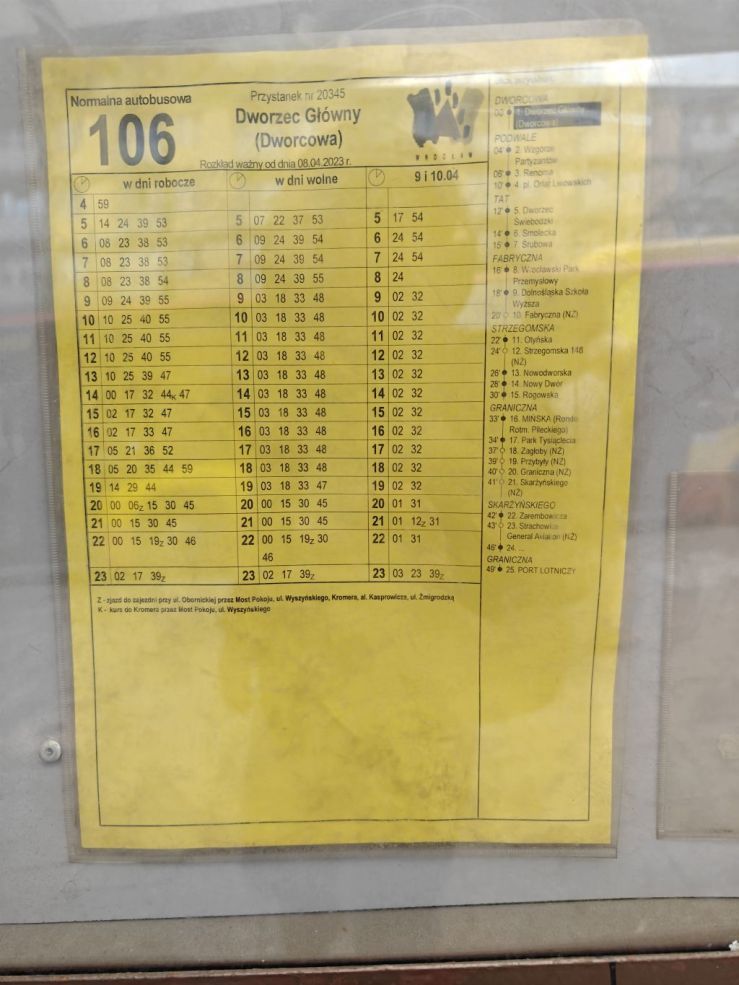 Normalna autobusowa
106
Przystanek nr 20345
Dworzec Główny
(Dworcowa)
Rozkład ważny od dnia 08.04.2023 r.
WROCŁAW
w dni robocze w dni wolne 9 i 10.04
4 59
5 14 24 39 53 5 07 22 37 53 5 17 54
6 08 23 38 53 6 09 24 39 54 6 24 54
7 08 23 38 53 7 09 24 39 54 7 24 54
8 08 23 38 54 8 09 24 39 55 8 24
9 09 24 39 55 9 03 18 33 48 9 02 32
10 10 25 40 55 10 03 18 33 48 10 02 32
11 10 25 40 55 11 03 18 33 48 11 02 32
12 10 25 40 55 12 03 18 33 48 12 02 32
13 10 25 39 47 13 03 18 33 48 13 02 32
14 00 17 32 44K 47 14 03 18 33 48 14 02 32
15 02 17 32 47 15 03 18 33 48 15 02 32
16 02 17 33 47 16 03 18 33 48 16 02 32
17 05 21 36 52 17 03 18 33 48 17 02 32
18 05 20 35 44 59 18 03 18 33 48 18 02 32
19 14 29 44 19 03 18 33 47 19 02 32
20 00 06Z 15 30 45 20 00 15 30 45 20 01 31
21 00 15 30 45 21 00 15 30 45 21 01 12Z 31
22 00 15 19Z 30 46 22 00 15 19Z 30 22 01 31
46
23 02 17 39Z 23 02 17 39Z 23 03 23 39Z
Z - zjazd do zajezdni przy ul. Obornickiej przez Most Pokoju, ul. Wyszyńskiego, Kromera, al. Kasprowicza, ul. Żmigrodzką
K - kurs do Kromera przez Most Pokoju, ul. Wyszyńskiego
DWORCOWA
00' 1. Dworzec Główny
(Dworcowa)
PODWALE
04' 2. Wzgórze
Partyzantów
06' 3. Renoma
10' 4. pl. Orląt Lwowskich
TAT
12' 5. Dworzec
Świebodzki
14' 6. Smolecka
15' 7. Śrubowa
FABRYCZNA
16' 8. Wrocławski Park
Przemysłowy
18' 9. Dolnośląska Szkoła
Wyższa
20' 10. Fabryczna (NŻ)
STRZEGOMSKA
22' 11. Otyńska
24' 12. Strzegomska 148
(NŻ)
26' 13. Nowodworska
28' 14. Nowy Dwór
30' 15. Rogowska
GRANICZNA
33' 16. MIŃSKA (Rondo
Rotm. Pileckiego)
34' 17. Park Tysiąclecia
37' 18. Zagłoby (NŻ)
39' 19. Przybyły (NŻ)
40' 20. Graniczna (NŻ)
41' 21. Skarżyńskiego
(NŻ)
SKARŻYŃSKIEGO
42' 22. Zarembowicza
43' 23. Strachowice
General Aviation (NŻ)
46' 24. ...
GRANICZNA
49' 25. PORT LOTNICZY